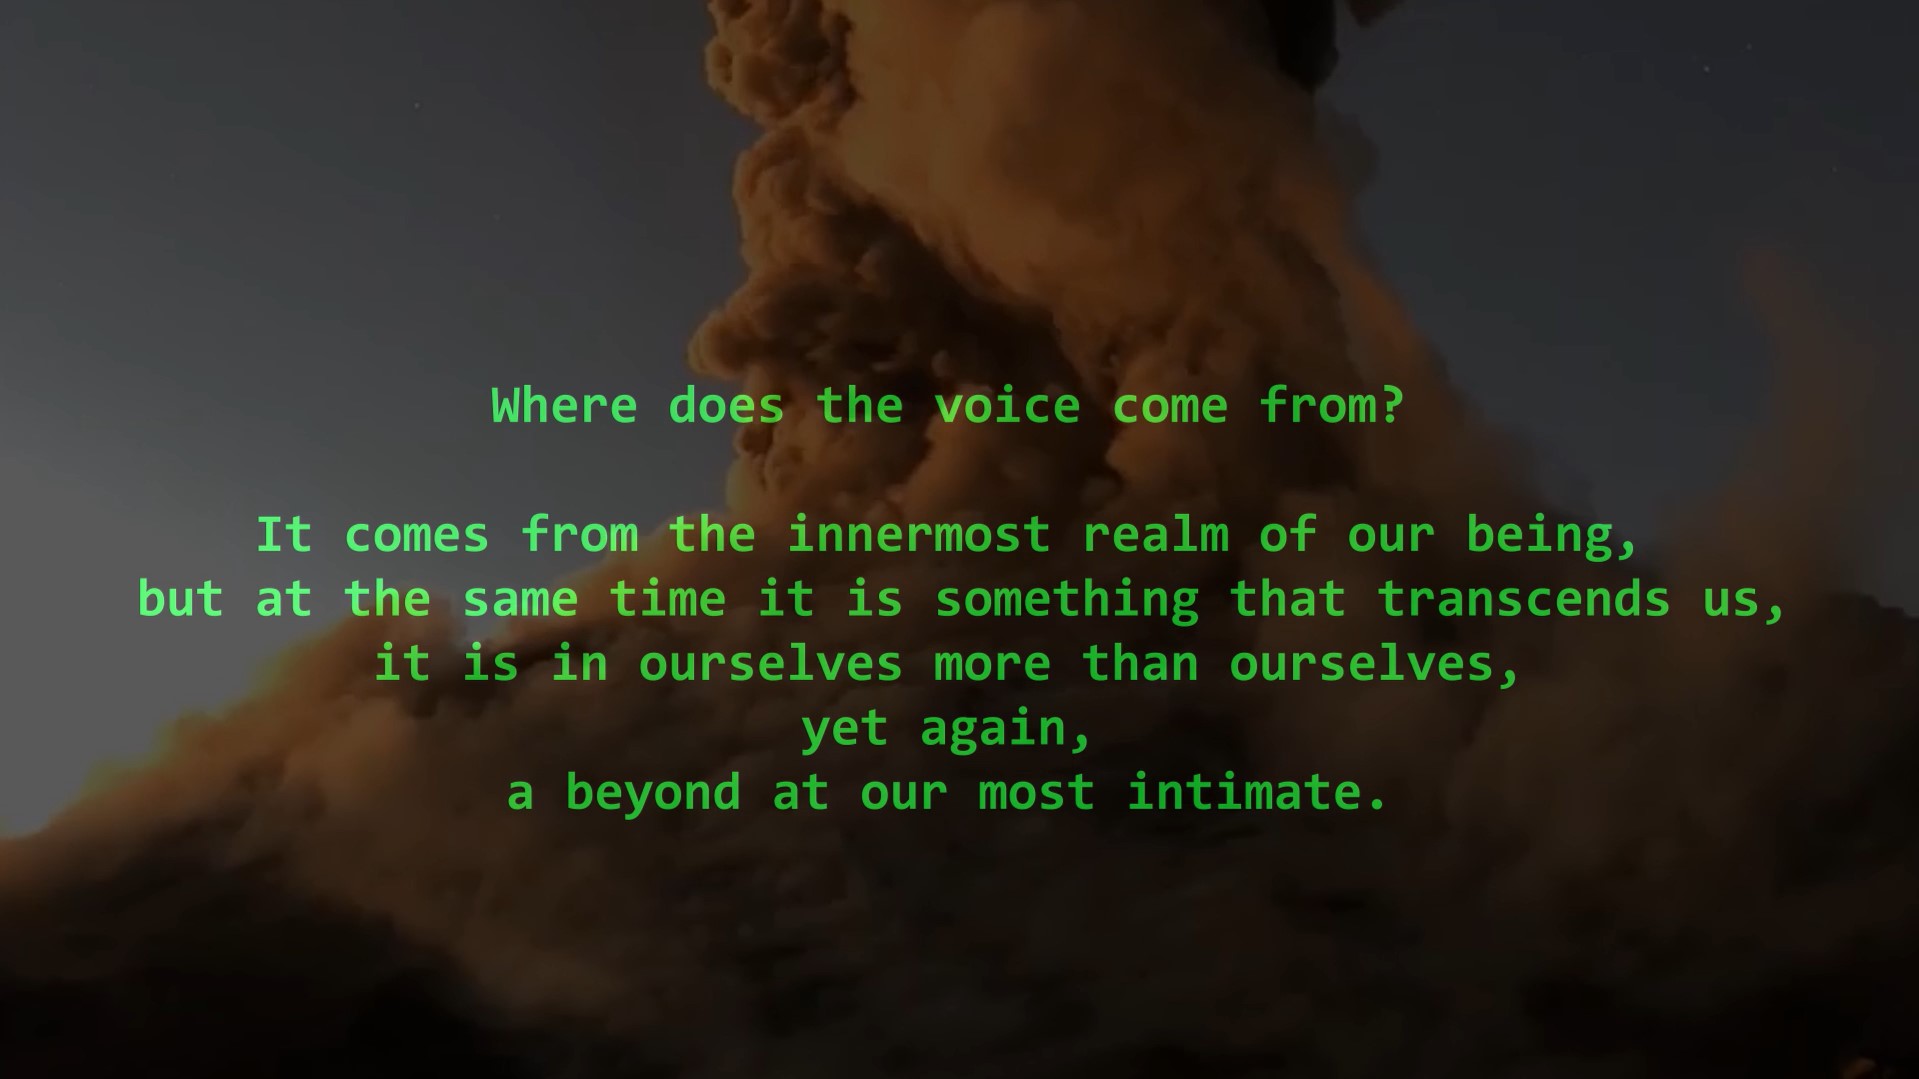 Where does the voice come from?
It comes from the innermost realm of our being,
but at the same time it is something that transcends us,
it is in ourselves more than ourselves,
yet again,
a beyond at our most intimate.